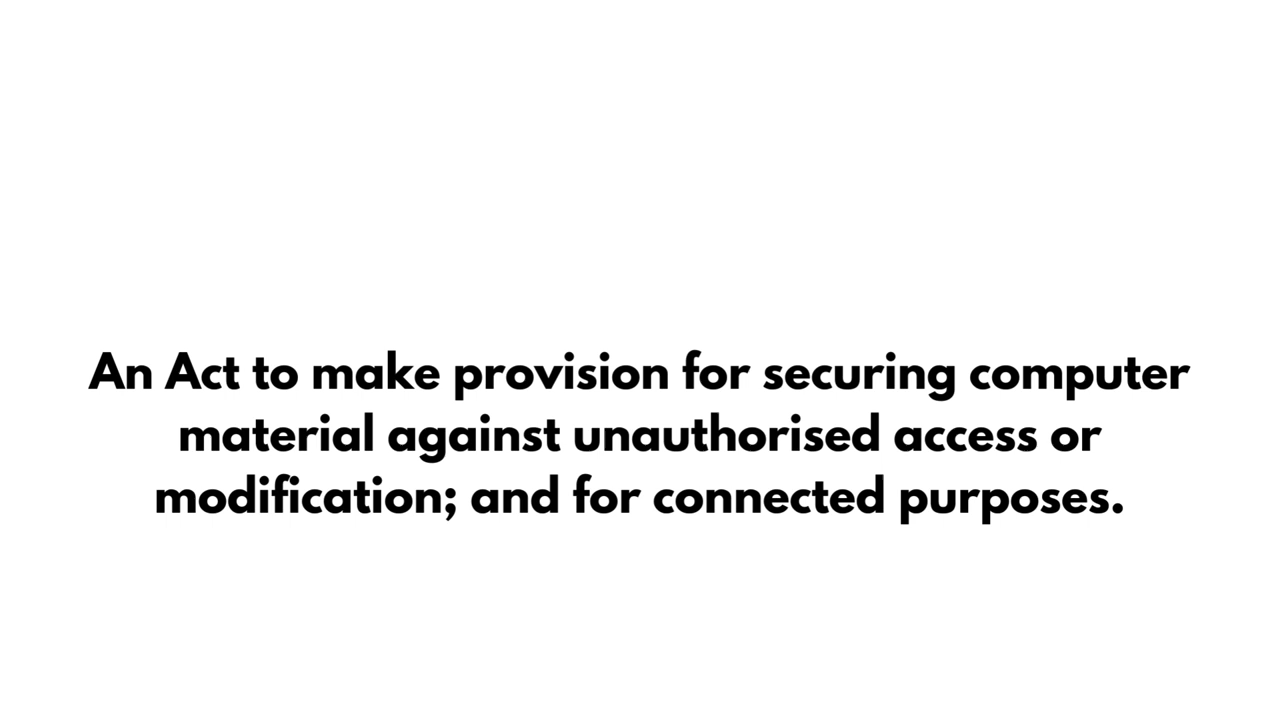 An Act to make provision for securing computer
material against unauthorised access or
modification; and for connected purposes.